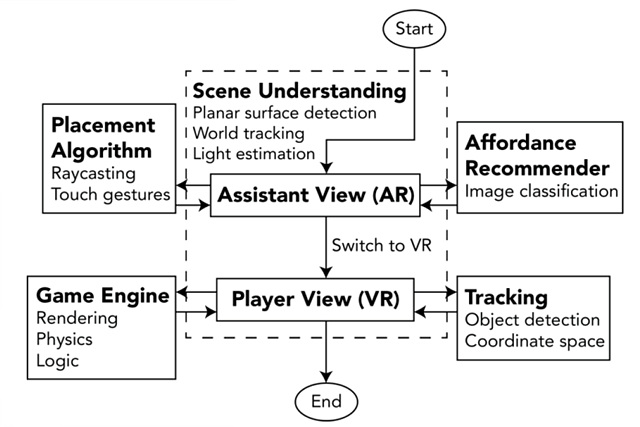 Start
Scene Understanding
Planar surface detection
World tracking
Light estimation
Placement
Algorithm
Raycasting
Touch gestures
Affordance
Recommender
Image classification
Assistant View (AR)
Switch to VR
Game Engine
Rendering
Physics
Logic
Player View (VR)
Tracking
Object detection
Coordinate space
End